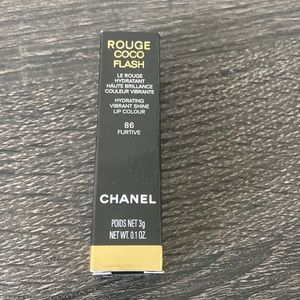 ROUGE
COCO
FLASH
LE ROUGE
HYDRATANT
HAUTE BRILLANCE
COULEUR VIBRANTE
HYDRATING
VIBRANT SHINE
LIP COLOUR
86
FURTIVE
CHANEL
POIDS NET 3g
NET WT. 0.1 OZ.